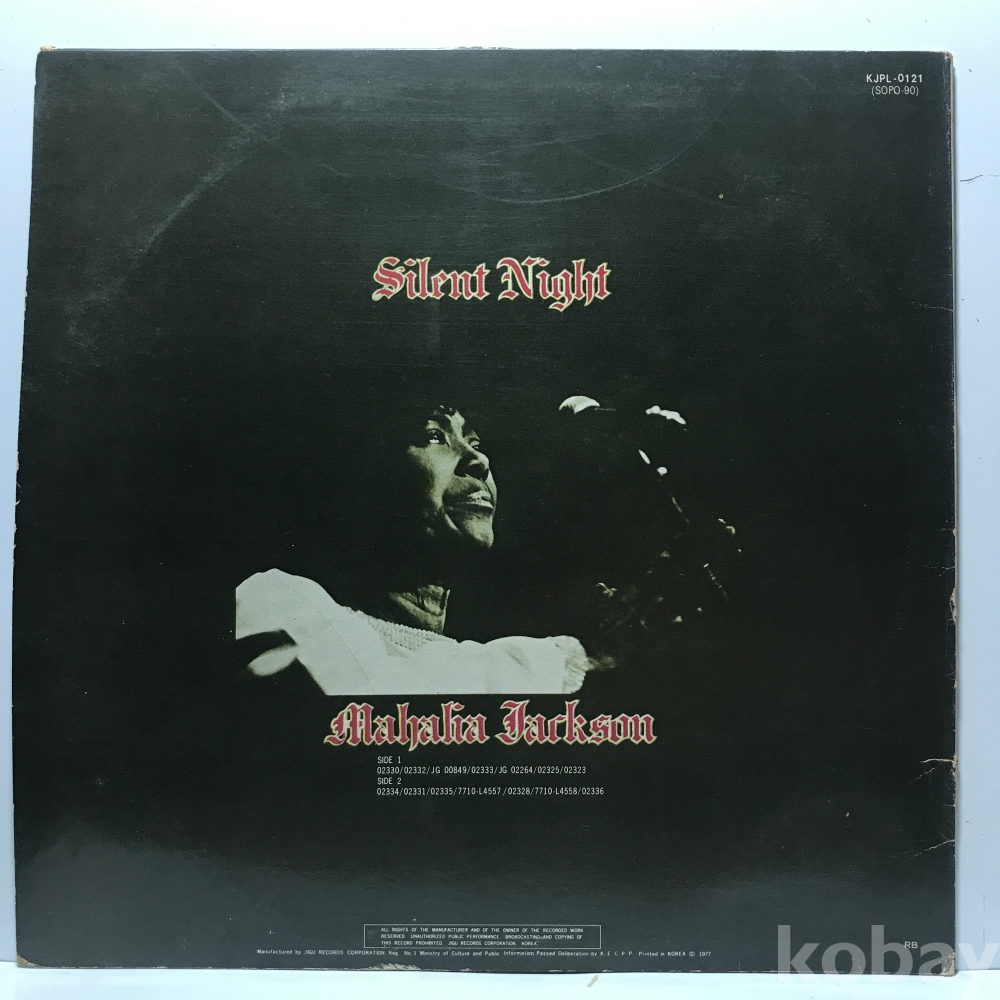 KJPL-0121
(SOPO-90)
Silent Night
Mahalia Jackson
SIDE 1
02330/02332/JG 00849/02333/JG 02264/02325/02323
SIDE 2
02334/02331/02335/7710-L4557/02328/7710-L4558/02336
ALL RIGHTS OF THE MANUFACTURER AND OF THE OWNER OF THE RECORDED WORK
RESERVED UNAUTHORIZED PUBLIC PERFORMANCE BROADCASTING AND COPYING OF
THIS RECORD PROHIBITED JIGU RECORDS CORPORATION KOREA
RB
Manufactured by JIGU RECORDS CORPORATION Reg No.1 Ministry of Culture and Public Information Passed Deliberation by K.E.C.P.P Printed in KOREA © 1977
kobay